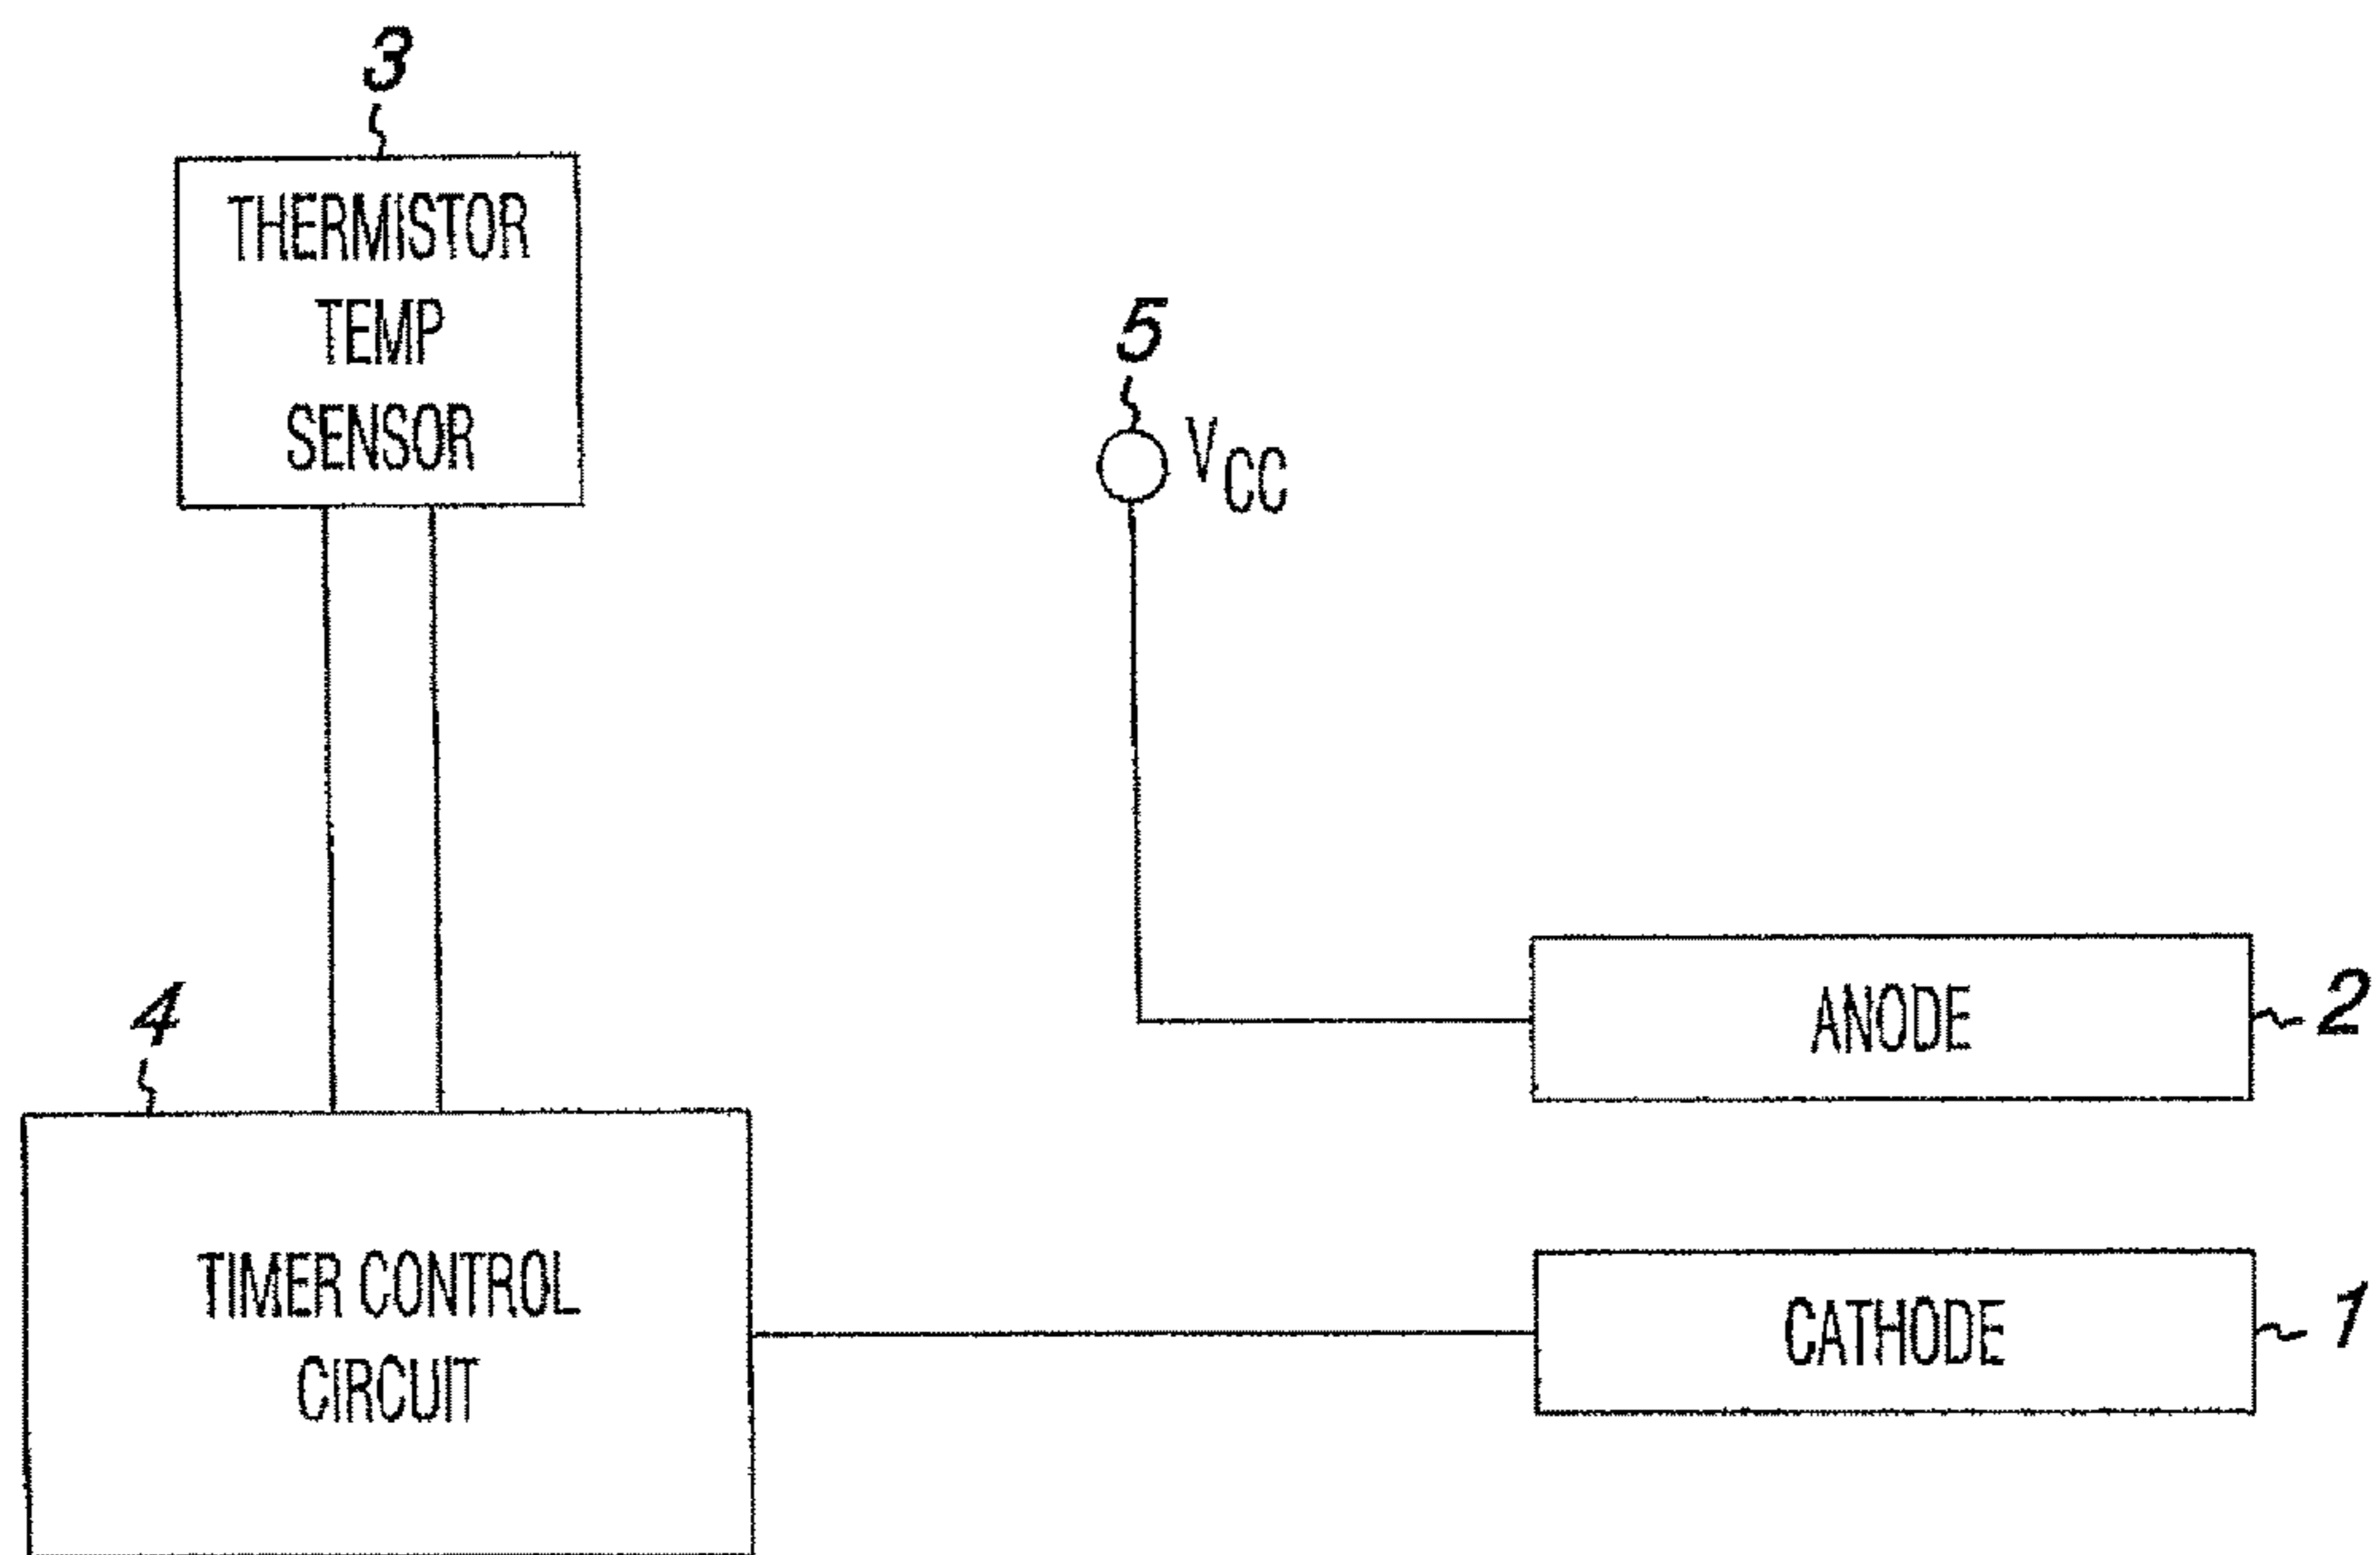 3
THERMISTOR
TEMP
SENSOR
5
VCC
4
ANODE
2
TIMER CONTROL
CIRCUIT
CATHODE
1